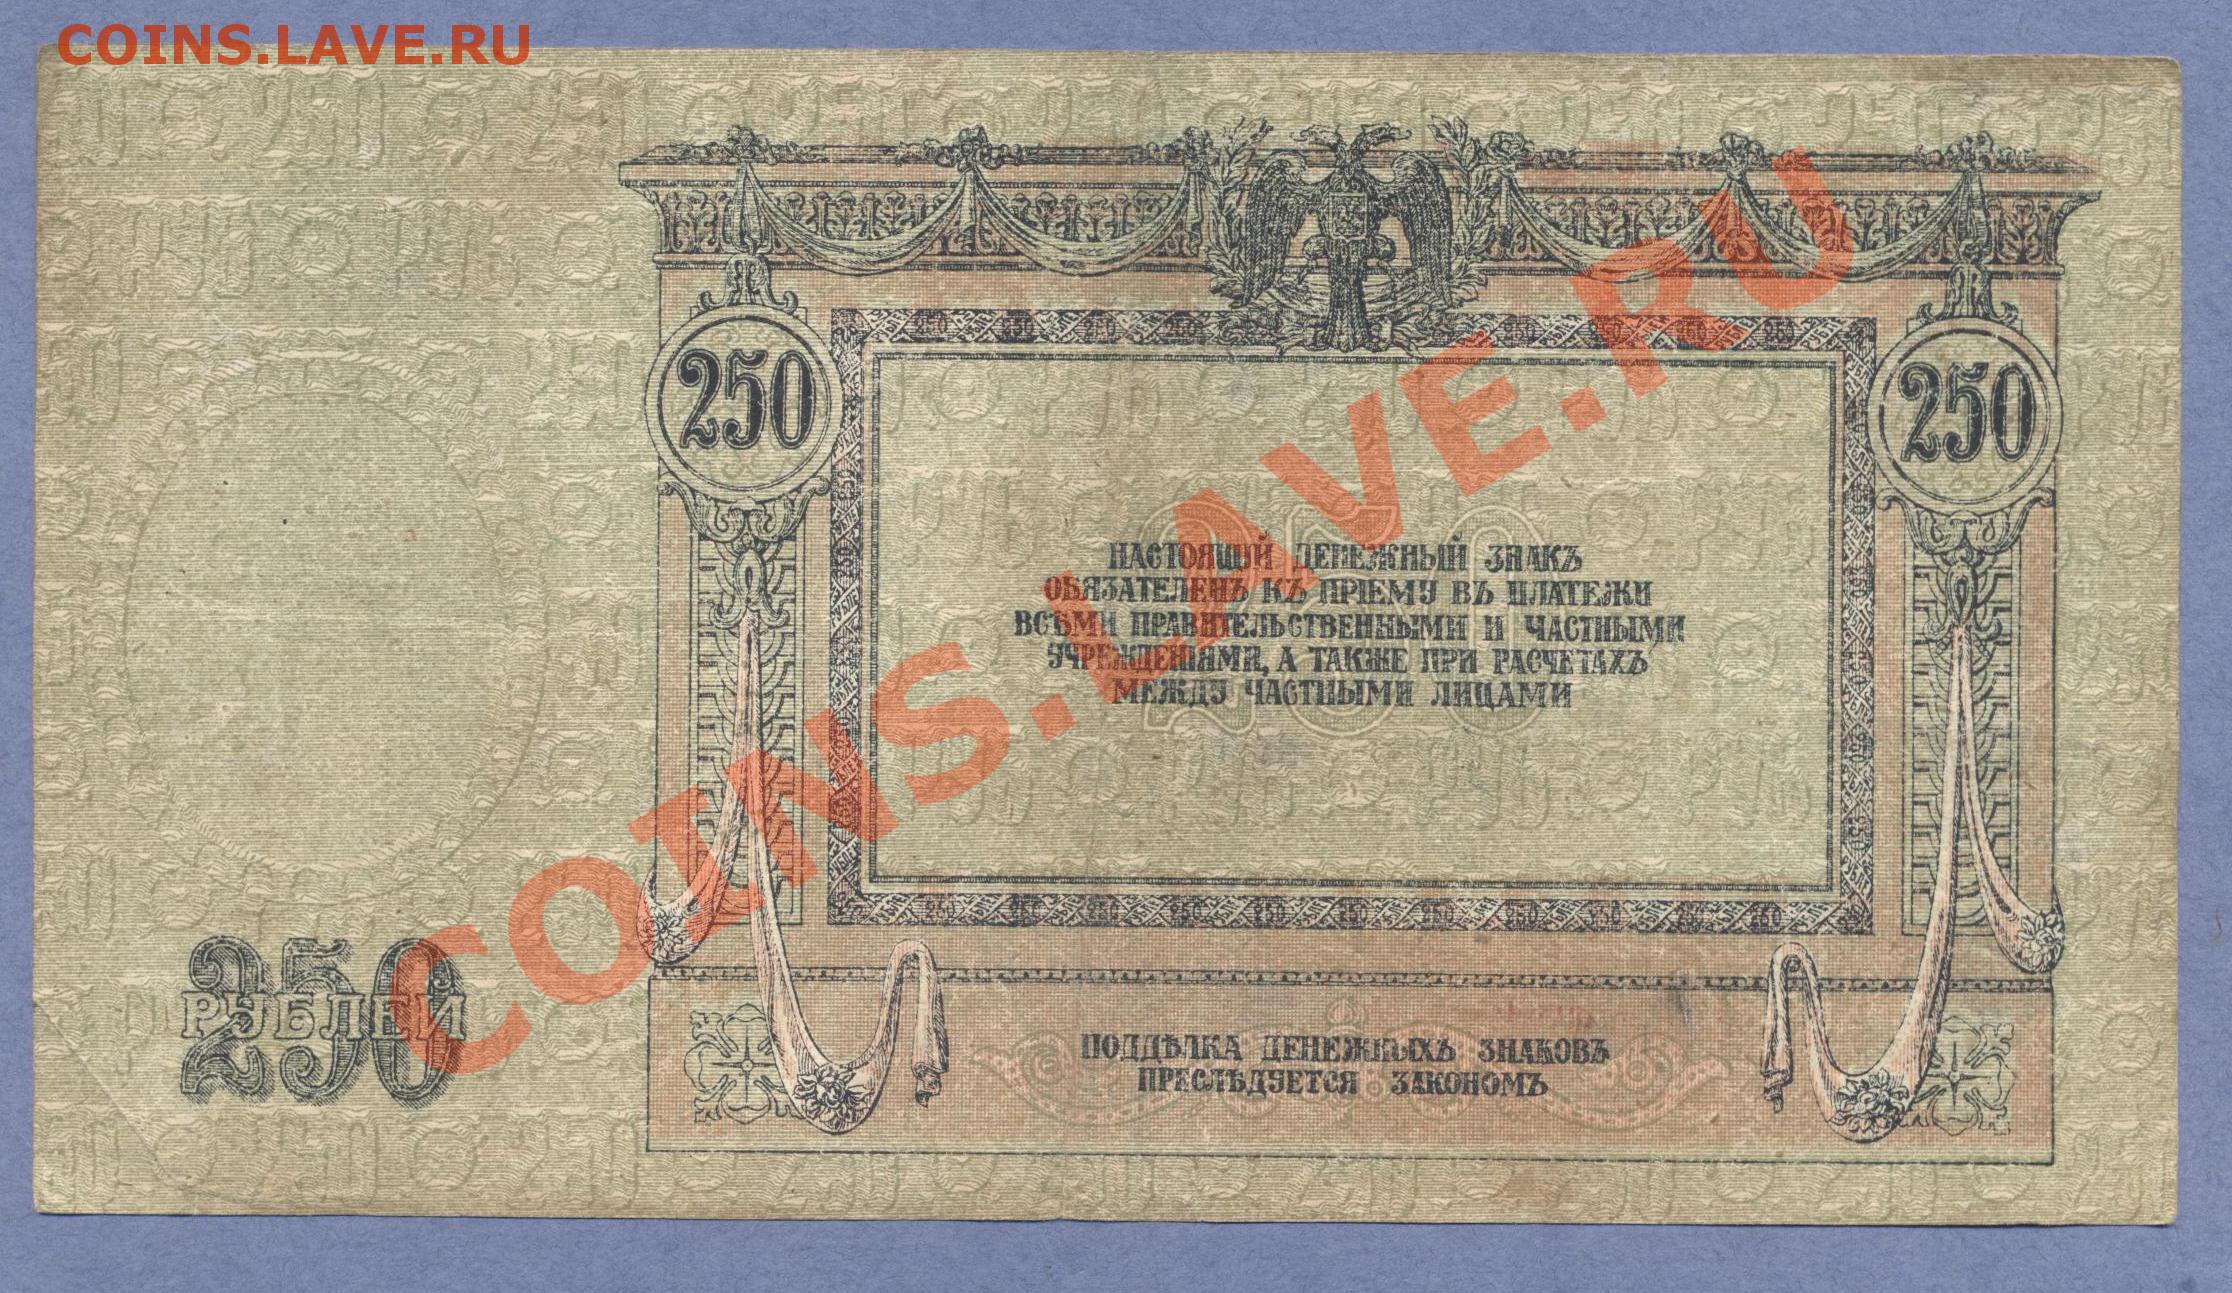 COINS.LAVE.RU
250
250
НАСТОЯЩІЙ ДЕНЕЖНЫЙ ЗНАКЪ
ОБЯЗАТЕЛЕНЪ КЪ ПРІЕМУ ВЪ ПЛАТЕЖИ
ВСѢМИ ПРАВИТЕЛЬСТВЕННЫМИ И ЧАСТНЫМИ
УЧРЕЖДЕНІЯМИ, А ТАКЖЕ ПРИ РАСЧЕТАХЪ
МЕЖДУ ЧАСТНЫМИ ЛИЦАМИ
250
COINS.LAVE.RU
250
РУБЛЕЙ
ПОДДѢЛКА ДЕНЕЖНЫХЪ ЗНАКОВЪ
ПРЕСЛѢДУЕТСЯ ЗАКОНОМЪ